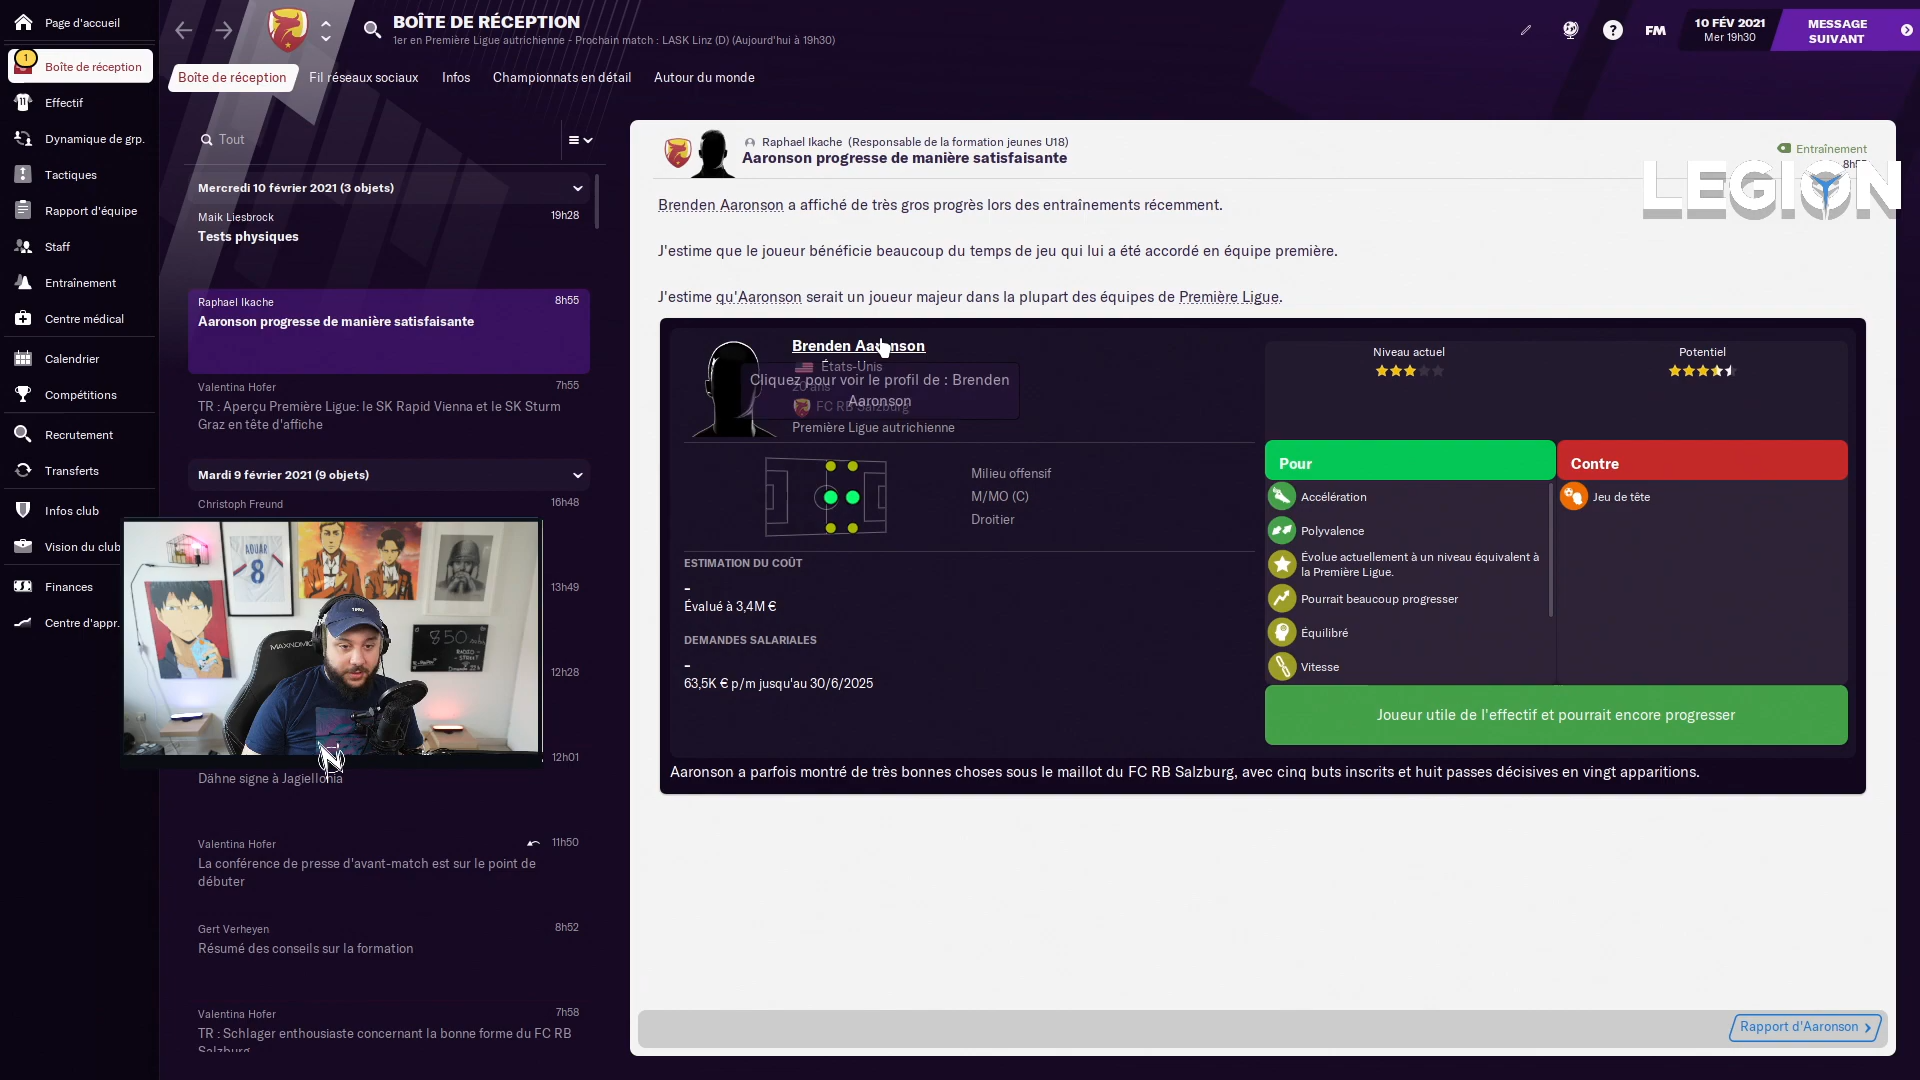 Page d'accueil
1
Boîte de réception
Effectif
Dynamique de grp.
Tactiques
Rapport d'équipe
Staff
Entraînement
Centre médical
Calendrier
Compétitions
Recrutement
Transferts
Infos club
Vision du club
Finances
Centre d'appr.
BOÎTE DE RÉCEPTION
1er en Première Ligue autrichienne - Prochain match : LASK Linz (D) (Aujourd'hui à 19h30)
FM
10 FÉV 2021
Mer 19h30
MESSAGE
SUIVANT
Boîte de réception
Fil réseaux sociaux
Infos
Championnats en détail
Autour du monde
Tout
Mercredi 10 février 2021 (3 objets)
Maik Liesbrock
19h28
Tests physiques
Raphael Ikache
8h55
Aaronson progresse de manière satisfaisante
Valentina Hofer
7h55
TR : Aperçu Première Ligue: le SK Rapid Vienna et le SK Sturm
Graz en tête d'affiche
Mardi 9 février 2021 (9 objets)
Christoph Freund
16h48
13h49
12h28
12h01
Dähne signe à Jagiellonia
Valentina Hofer
11h50
La conférence de presse d'avant-match est sur le point de
débuter
Gert Verheyen
8h52
Résumé des conseils sur la formation
Valentina Hofer
7h58
TR : Schlager enthousiaste concernant la bonne forme du FC RB
Salzburg
AOUAR
8
MAXNOMIC
850
RADIO -
STREET
Raphael Ikache (Responsable de la formation jeunes U18)
Aaronson progresse de manière satisfaisante
Entraînement
LEGION
Brenden Aaronson a affiché de très gros progrès lors des entraînements récemment.
J'estime que le joueur bénéficie beaucoup du temps de jeu qui lui a été accordé en équipe première.
J'estime qu'Aaronson serait un joueur majeur dans la plupart des équipes de Première Ligue.
Brenden Aaronson
États-Unis
Cliquez pour voir le profil de : Brenden
Aaronson
20 ans
FC RB Salzburg
Première Ligue autrichienne
Milieu offensif
M/MO (C)
Droitier
ESTIMATION DU COÛT
-
Évalué à 3,4M €
DEMANDES SALARIALES
-
63,5K € p/m jusqu'au 30/6/2025
Niveau actuel
Potentiel
Pour
Contre
Accélération
Polyvalence
Évolue actuellement à un niveau équivalent à
la Première Ligue.
Pourrait beaucoup progresser
Équilibré
Vitesse
Jeu de tête
Joueur utile de l'effectif et pourrait encore progresser
Aaronson a parfois montré de très bonnes choses sous le maillot du FC RB Salzburg, avec cinq buts inscrits et huit passes décisives en vingt apparitions.
Rapport d'Aaronson